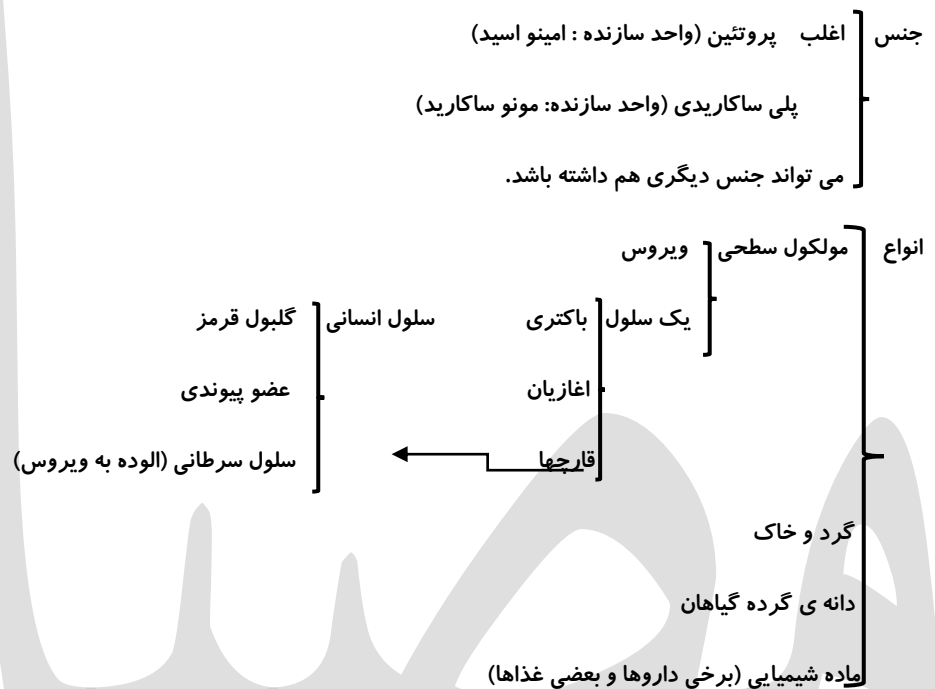 جنس اغلب پروتئین (واحد سازنده : امینو اسید)
پلی ساکاریدی (واحد سازنده: مونو ساکارید)
می تواند جنس دیگری هم داشته باشد.
انواع مولکول سطحی ویروس
یک سلول باکتری سلول انسانی گلبول قرمز
اغازیان عضو پیوندی
قارچها سلول سرطانی (الوده به ویروس)
گرد و خاک
دانه ی گرده گیاهان
ماده شیمیایی (برخی داروها و بعضی غذاها)